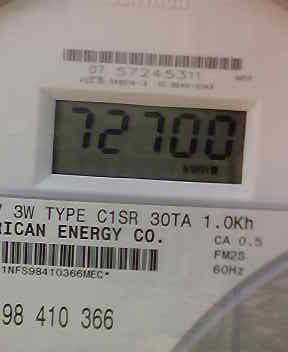 07 57245311
72700
3W TYPE C1SR 30TA 1.0Kh
RICAN ENERGY CO.
CA 0.5
FM2S
60Hz
1NFS98410366MEC*
98 410 366